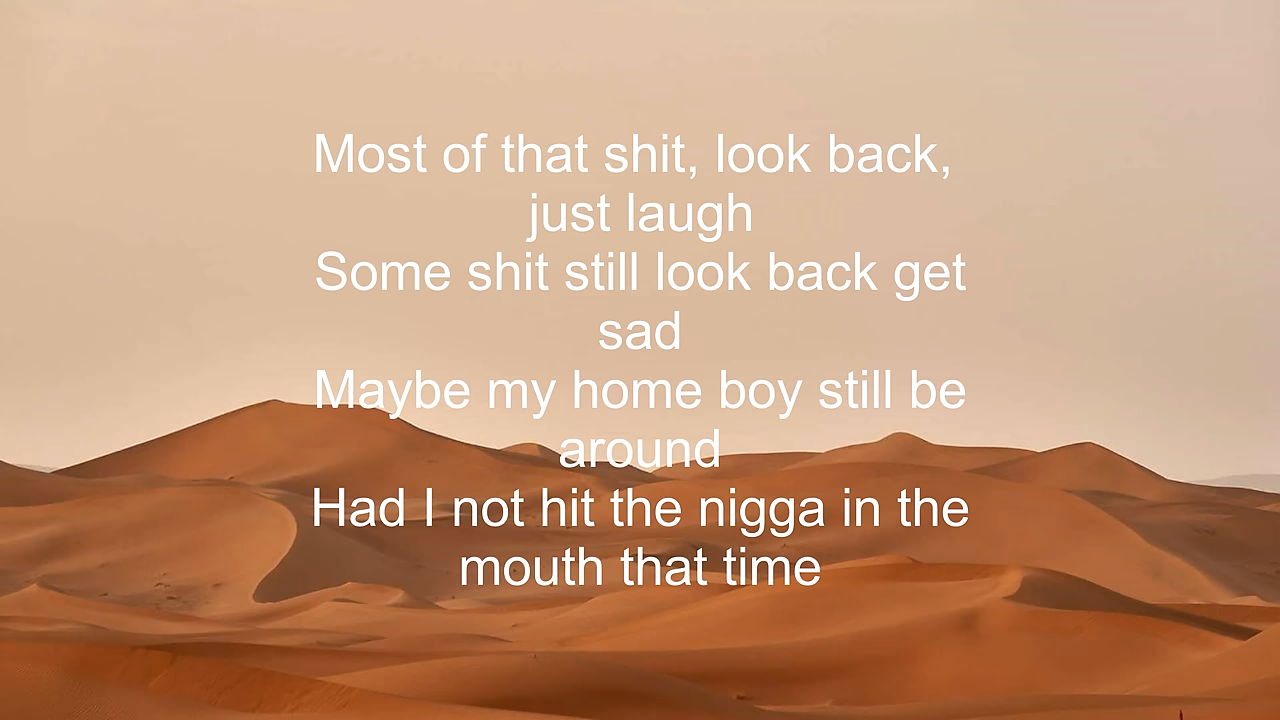 Most of that shit, look back,
just laugh
Some shit still look back get
sad
Maybe my home boy still be
around
Had I not hit the nigga in the
mouth that time